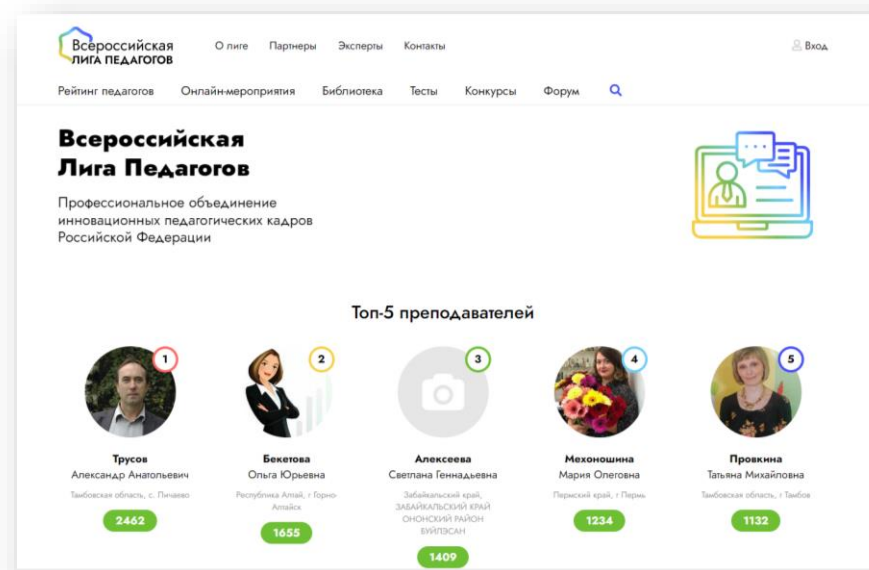 Всероссийская
ЛИГА ПЕДАГОГОВ
О лиге Партнеры Эксперты Контакты
Вход
Рейтинг педагогов Онлайн-мероприятия Библиотека Тесты Конкурсы Форум
Всероссийская
Лига Педагогов
Профессиональное объединение
инновационных педагогических кадров
Российской Федерации
Топ-5 преподавателей
1
2
3
4
5
Трусов
Александр Анатольевич
Тамбовская область, с. Пичаево
2462
Бекетова
Ольга Юрьевна
Республика Алтай, г Горно-
Алтайск
1655
Алексеева
Светлана Геннадьевна
Забайкальский край,
ЗАБАЙКАЛЬСКИЙ КРАЙ
ОНОНСКИЙ РАЙОН
БУЙЛЭСАН
1409
Мехоношина
Мария Олеговна
Пермский край, г Пермь
1234
Провкина
Татьяна Михайловна
Тамбовская область, г Тамбов
1132